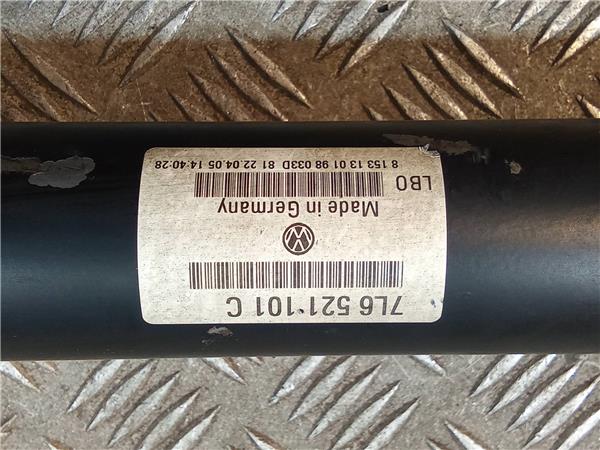 7L6 521 101 C
Made in Germany
LBO
8 153 13 01 98 033D 81 22.04.05 14:40:28